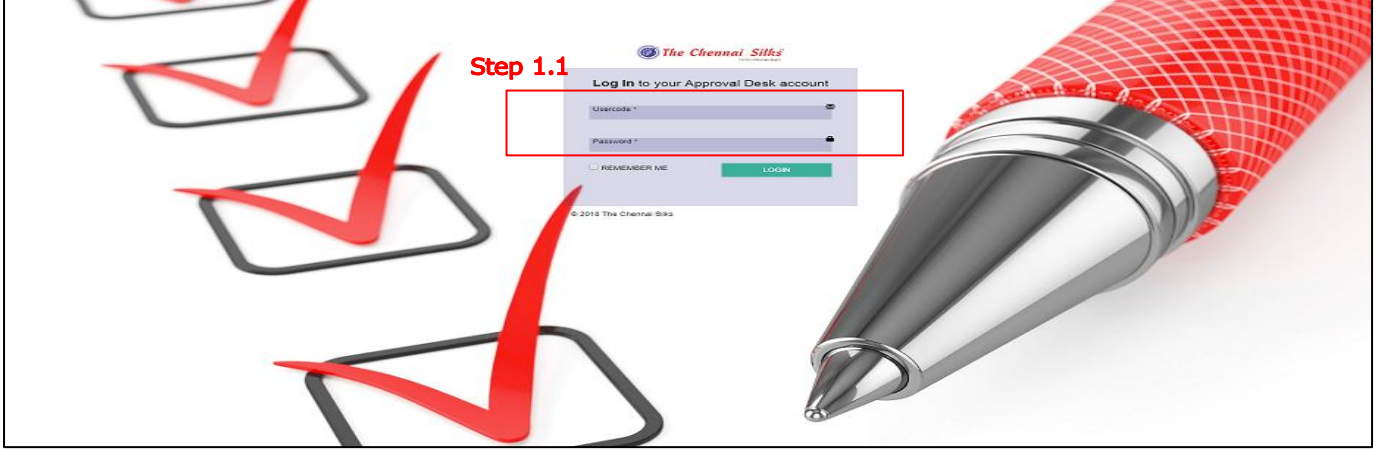 The Chennai Silks
Step 1.1
Log In to your Approval Desk account
Usercode *
Password *
REMEMBER ME
LOGIN
© 2018 The Chennai Silks